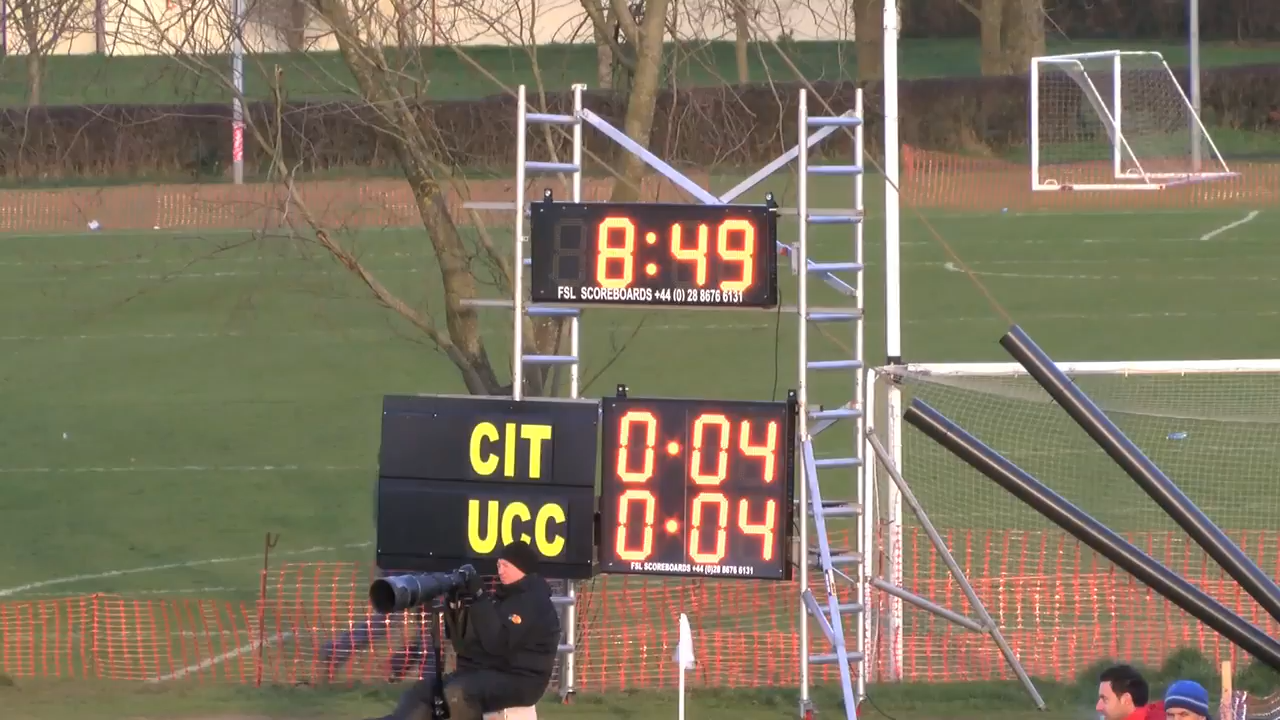 8:49
FSL SCOREBOARDS +44 (0) 28 8676 6131
CIT 0:04
UCC 0:04
FSL SCOREBOARDS +44 (0)28 8676 6131